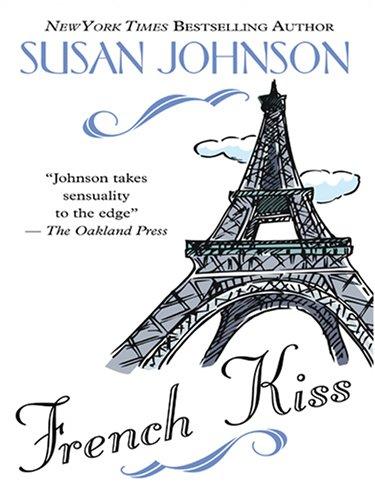 NEW YORK TIMES BESTSELLING AUTHOR
SUSAN JOHNSON
“Johnson takes
sensuality
to the edge”
— The Oakland Press
French Kiss